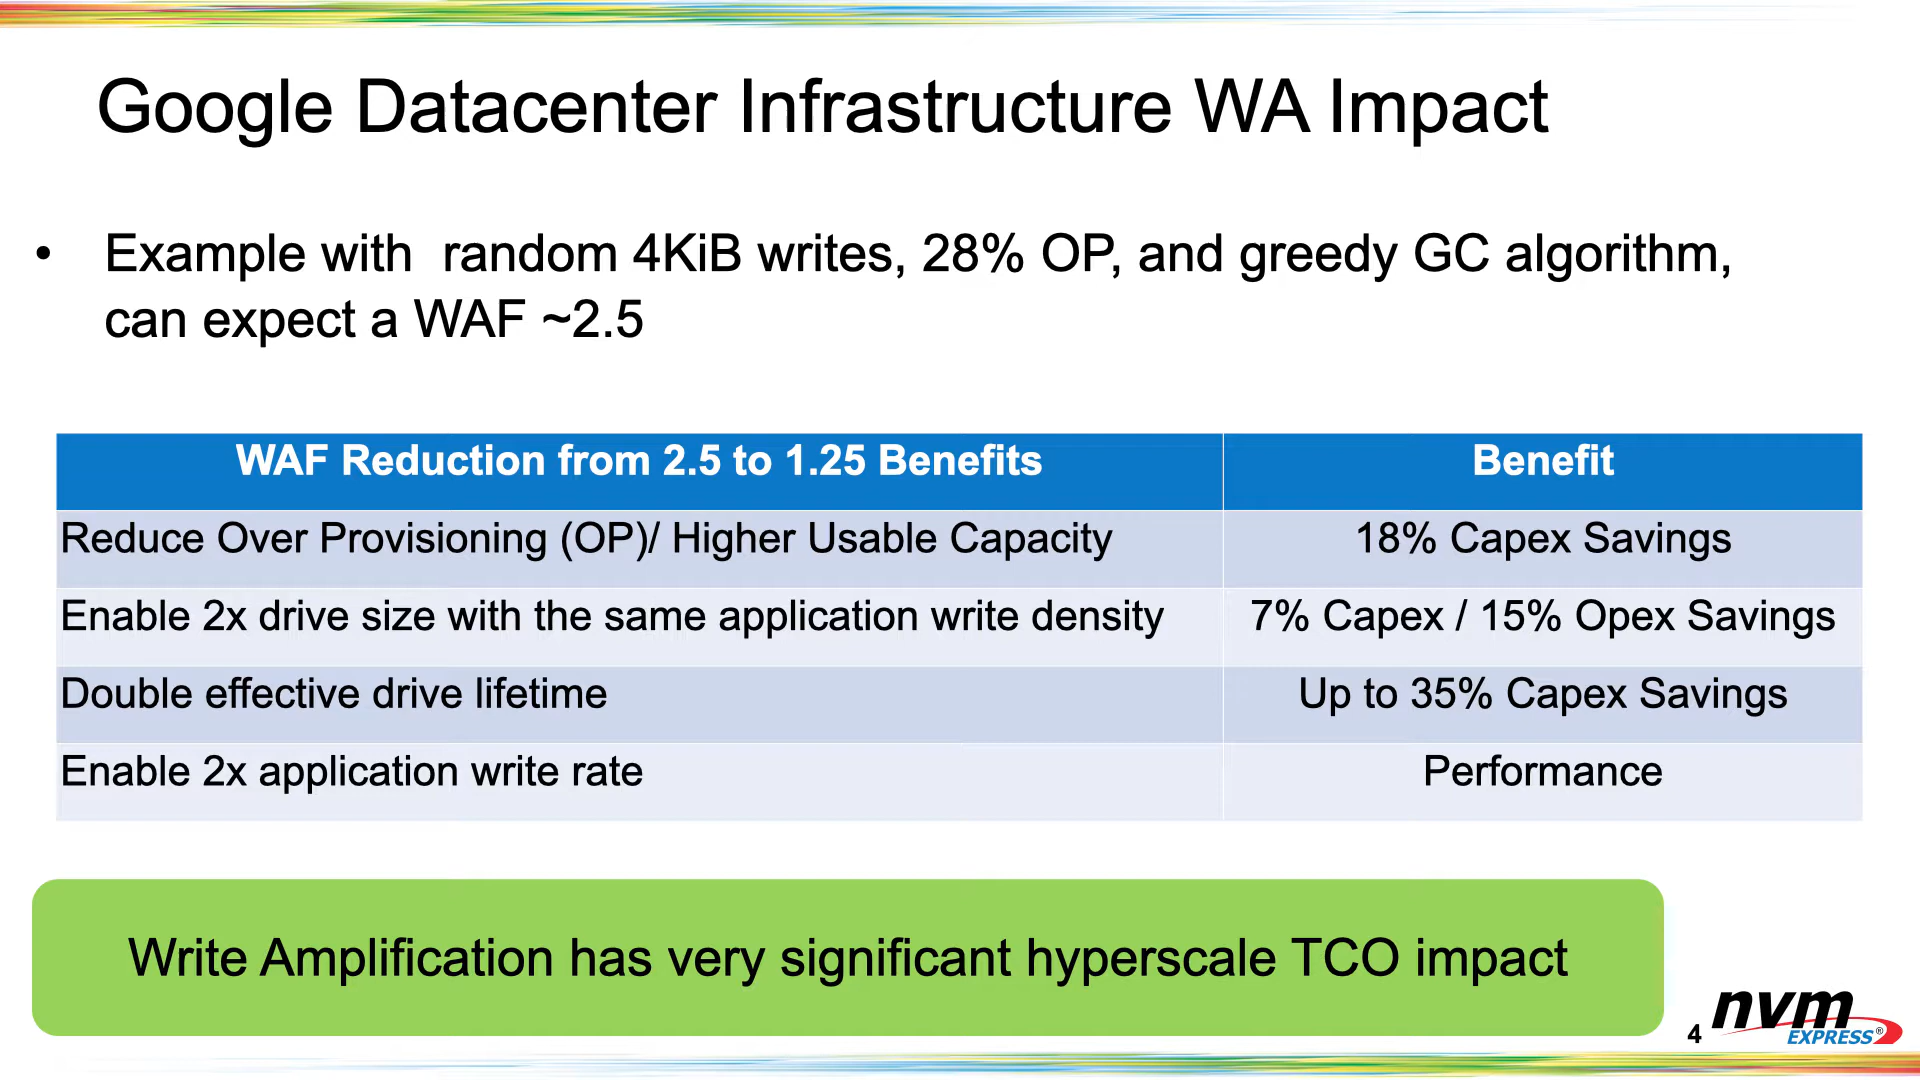 Google Datacenter Infrastructure WA Impact
• Example with random 4KiB writes, 28% OP, and greedy GC algorithm,
can expect a WAF ~2.5
WAF Reduction from 2.5 to 1.25 Benefits
Benefit
Reduce Over Provisioning (OP)/ Higher Usable Capacity
18% Capex Savings
Enable 2x drive size with the same application write density
7% Capex / 15% Opex Savings
Double effective drive lifetime
Up to 35% Capex Savings
Enable 2x application write rate
Performance
Write Amplification has very significant hyperscale TCO impact
4
nvm
EXPRESS®